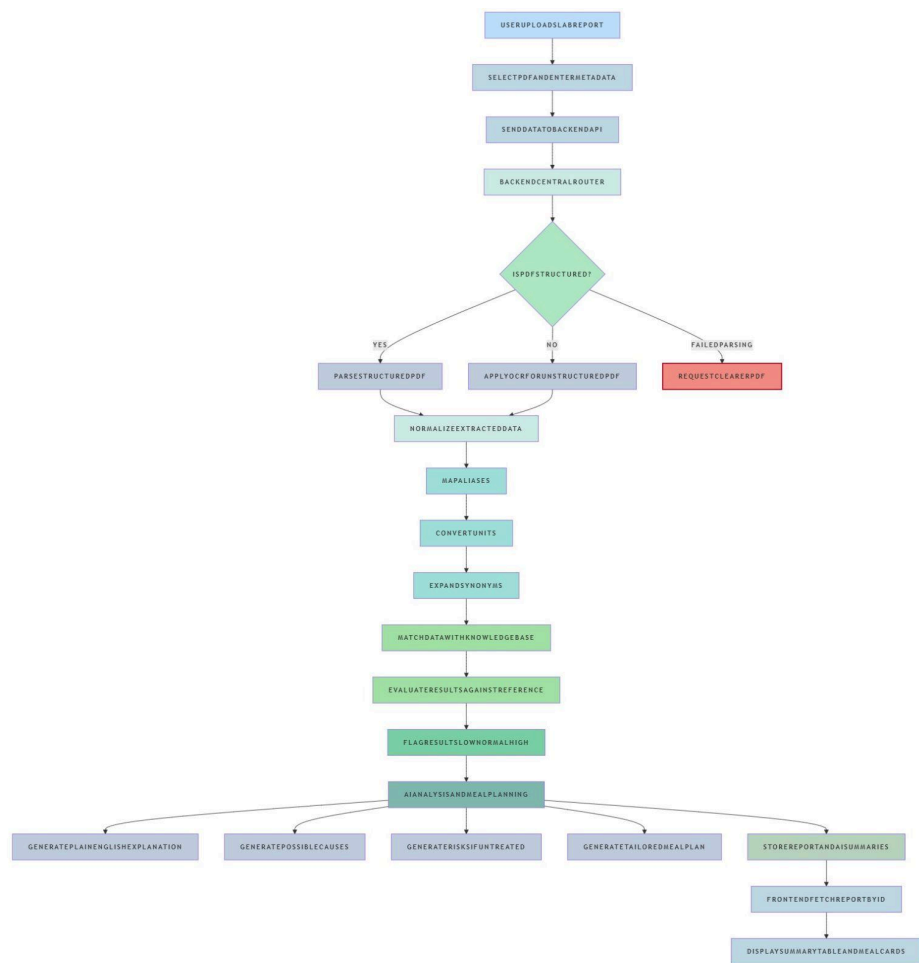 USERUPLOADSLABREPORT
SELECTPDFANDENTERMETADATA
SENDDATATOBACKENDAPI
BACKENDCENTRALROUTER
ISPDFSTRUCTURED?
YES
NO
FAILEDPARSING
PARSESTRUCTUREDPDF
APPLYOCRFORUNSTRUCTUREDPDF
REQUESTCLEARERPDF
NORMALIZEEXTRACTEDDATA
MAPALIASES
CONVERTUNITS
EXPANDSYNONYMS
MATCHDATAWITHKNOWLEDGEBASE
EVALUATERESULTSAGAINSTREFERENCE
FLAGRESULTSLOWNORMALHIGH
AIANALYSISANDMEALPLANNING
GENERATEPLAINENGLISHEXPLANATION
GENERATEPOSSIBLECAUSES
GENERATERISKSIFUNTREATED
GENERATETAILOREDMEALPLAN
STOREREPORTANDAISUMMARIES
FRONTENDFETCHREPORTBYID
DISPLAYSUMMARYTABLEANDMEALCARDS